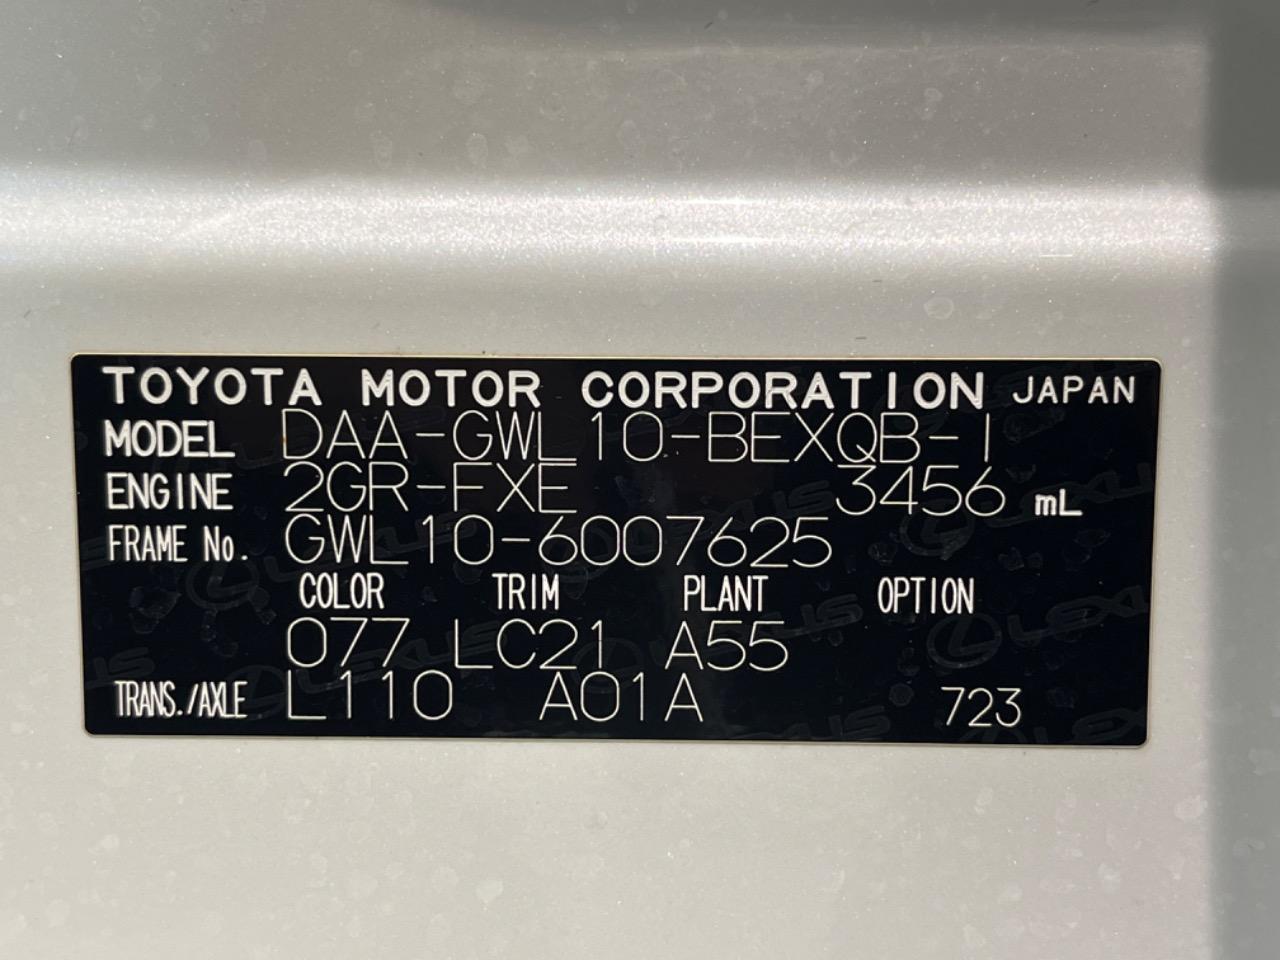 TOYOTA MOTOR CORPORATION JAPAN
MODEL DAA-GWL10-BEXQB-I
ENGINE 2GR-FXE 3456 mL
FRAME No. GWL10-6007625
COLOR TRIM PLANT OPTION
077 LC21 A55
TRANS./AXLE L110 A01A 723